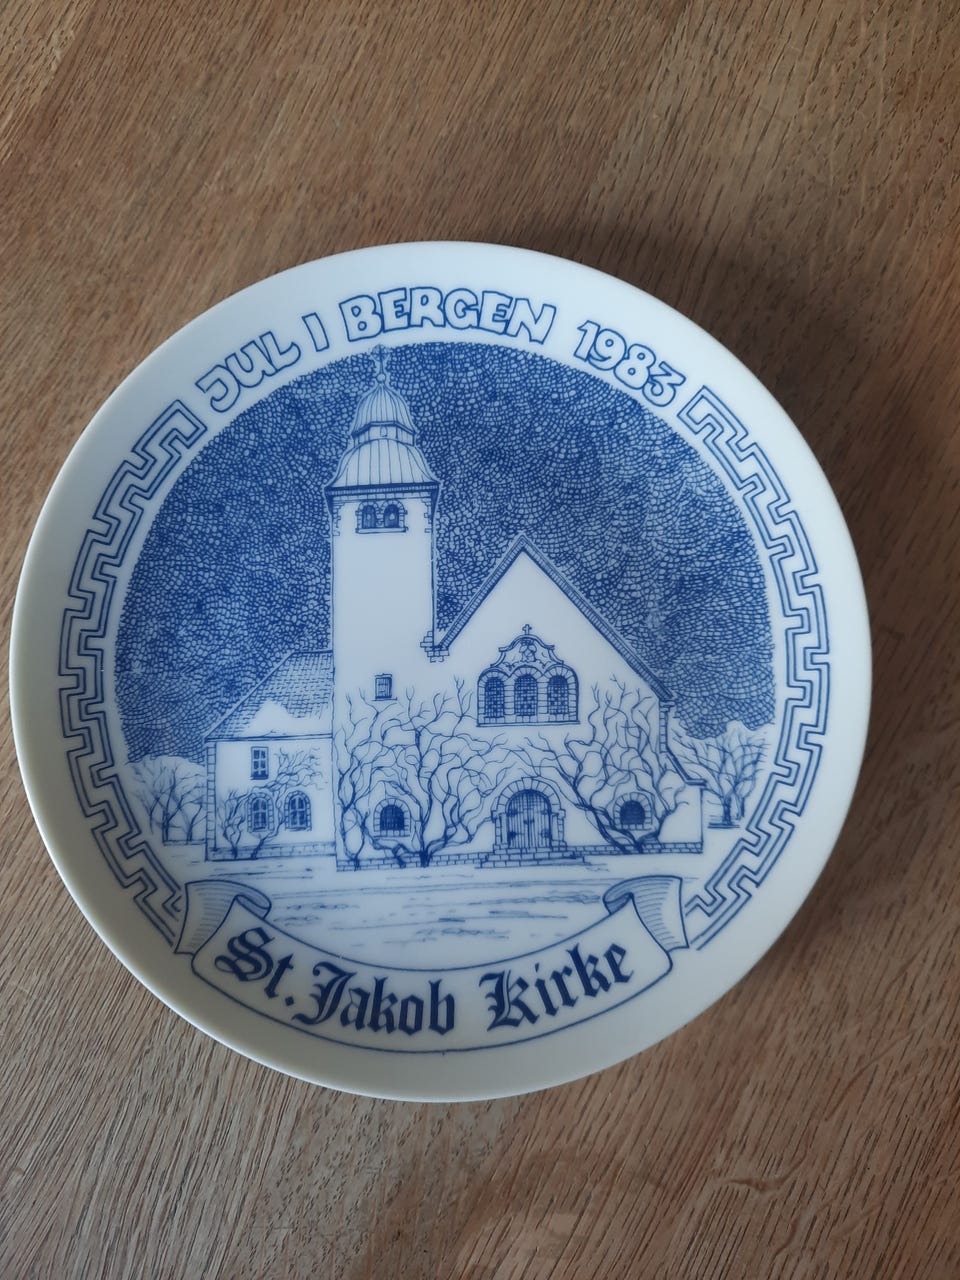 JUL I BERGEN 1983
St. Jakob Kirke